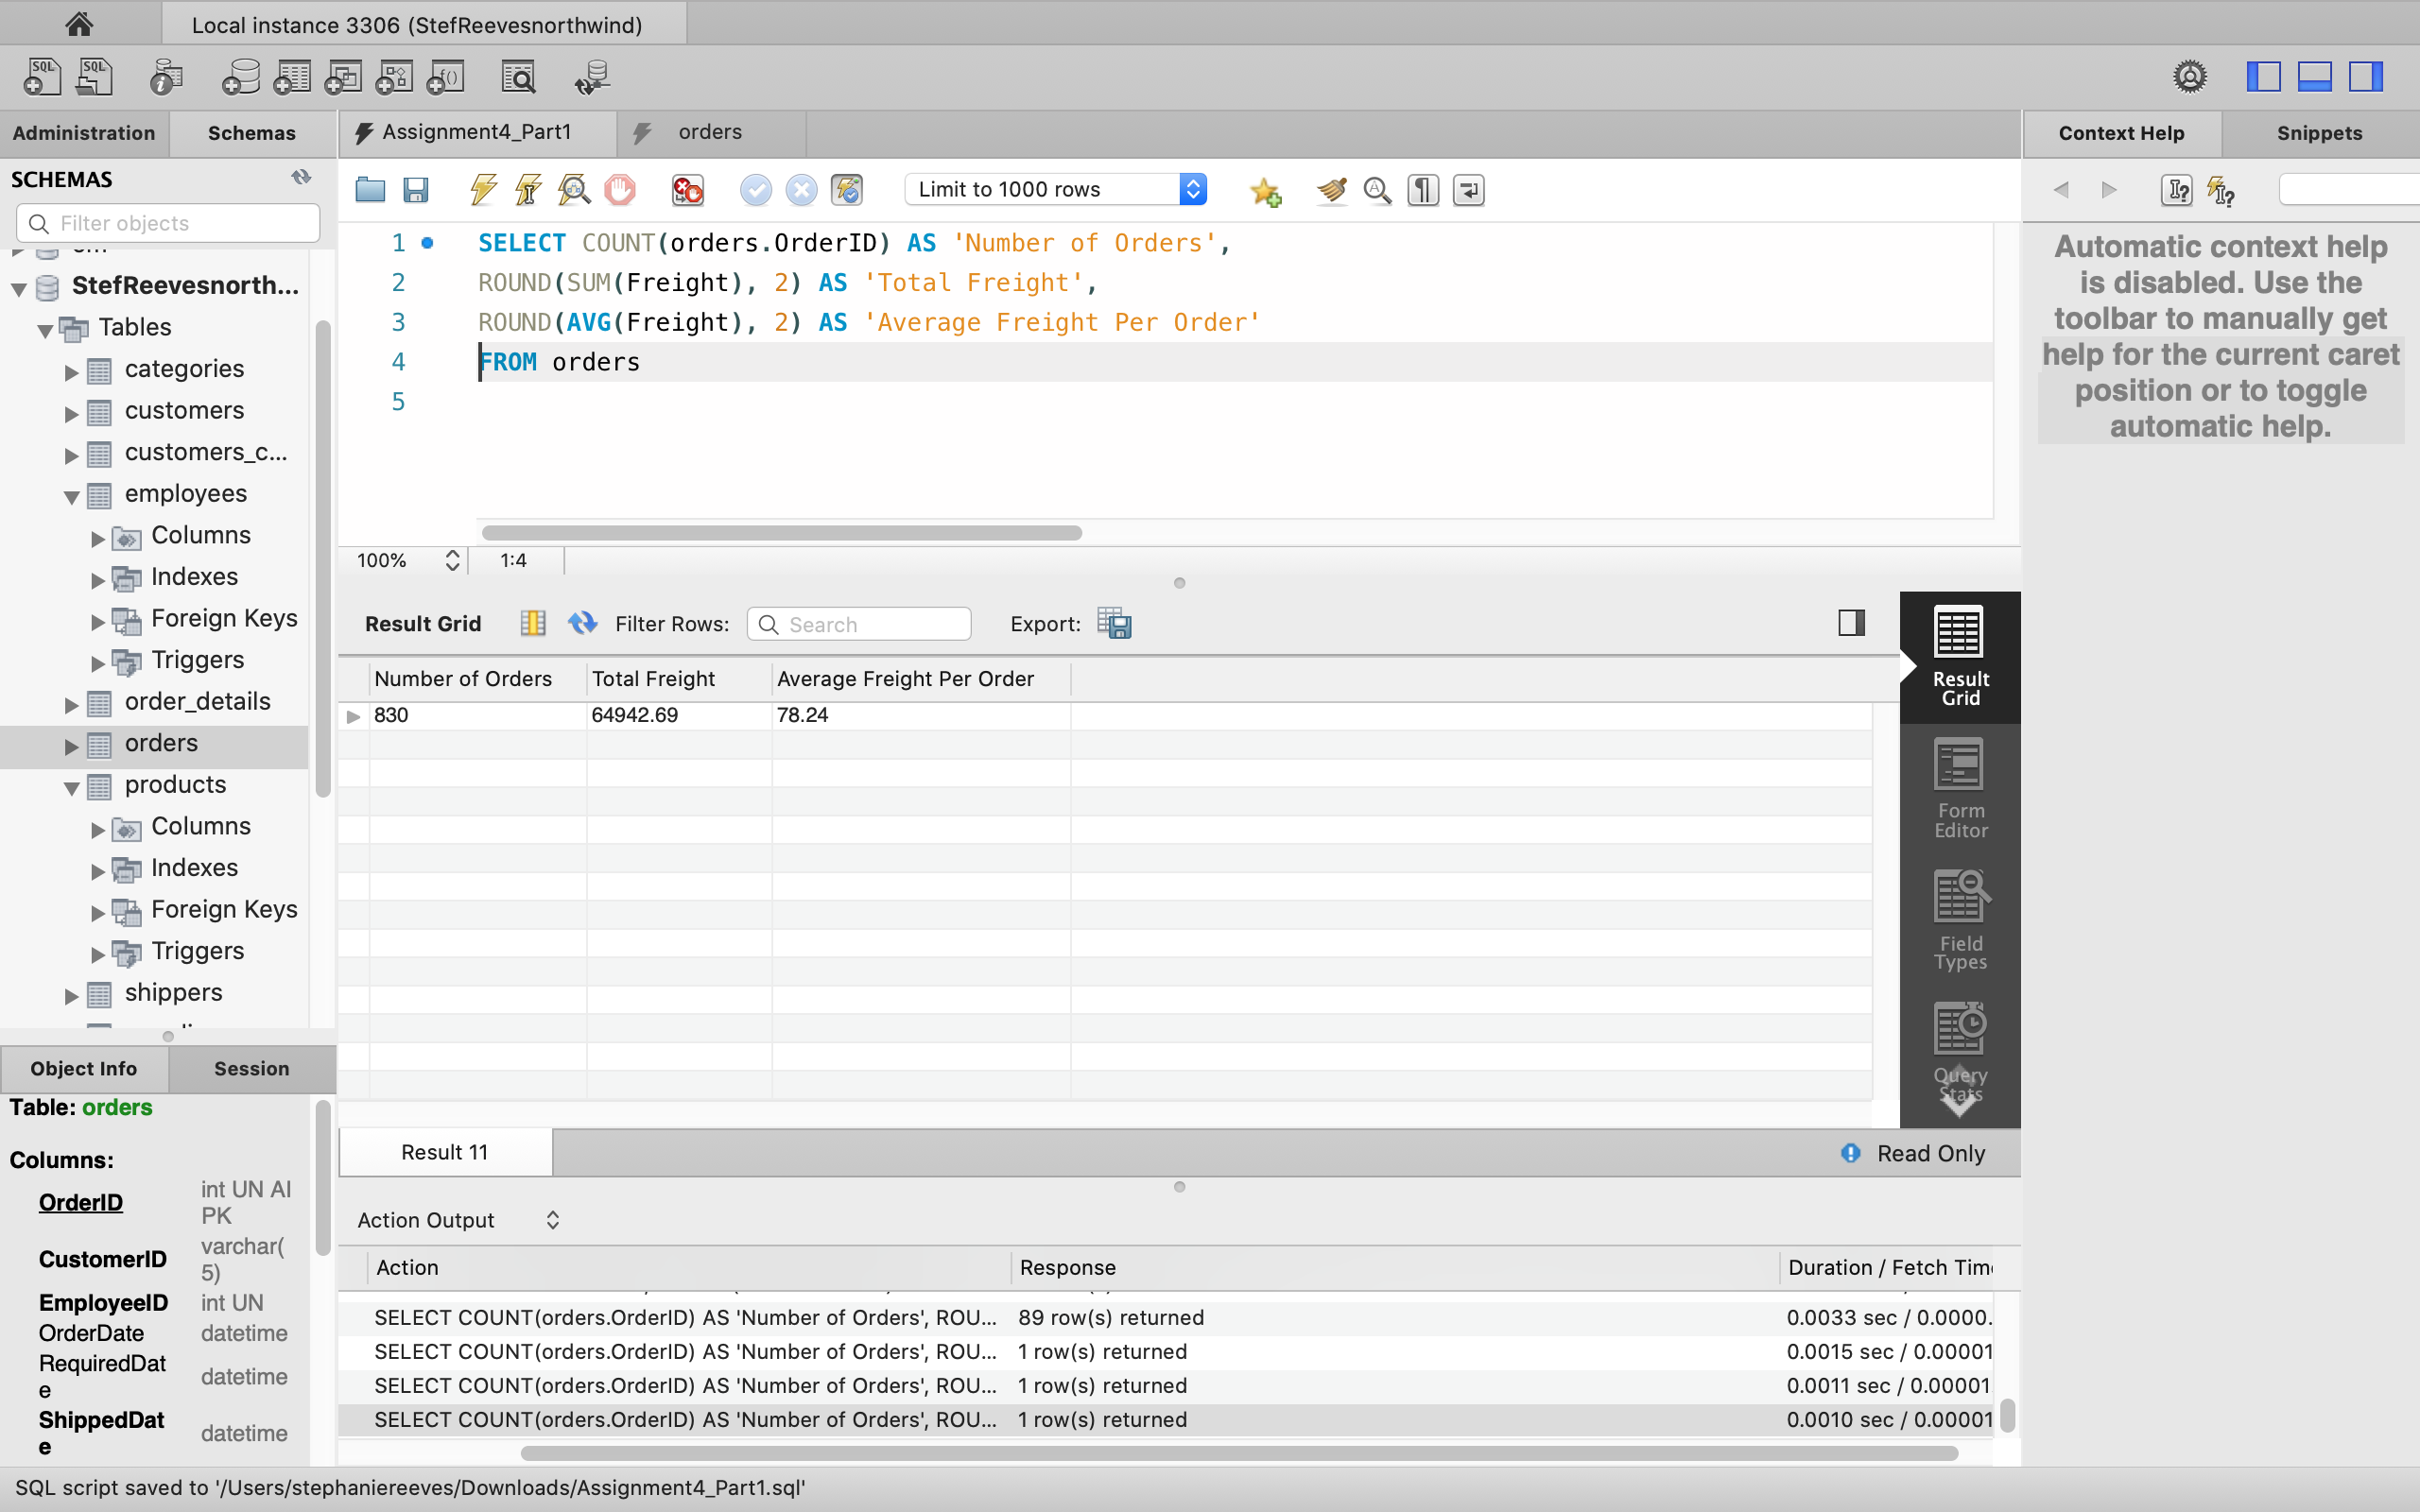 Local instance 3306 (StefReevesnorthwind)
Administration
Schemas
Assignment4_Part1
orders
Context Help
Snippets
SCHEMAS
Filter objects
Limit to 1000 rows
StefReevesnorth...
Tables
categories
customers
customers_c...
employees
Columns
Indexes
Foreign Keys
Triggers
order_details
orders
products
Columns
Indexes
Foreign Keys
Triggers
shippers
1 SELECT COUNT(orders.OrderID) AS 'Number of Orders',
2 ROUND(SUM(Freight), 2) AS 'Total Freight',
3 ROUND(AVG(Freight), 2) AS 'Average Freight Per Order'
4 FROM orders
5
100%
1:4
Automatic context help
is disabled. Use the
toolbar to manually get
help for the current caret
position or to toggle
automatic help.
Result Grid
Filter Rows:
Search
Export:
Number of Orders Total Freight Average Freight Per Order
830 64942.69 78.24
Result
Grid
Form
Editor
Field
Types
Query
Stats
Result 11
Read Only
Object Info
Session
Table: orders
Columns:
OrderID int UN AI
PK
CustomerID varchar(
5)
EmployeeID int UN
OrderDate datetime
RequiredDat
e datetime
ShippedDat
e datetime
Action Output
Action Response Duration / Fetch Tim
SELECT COUNT(orders.OrderID) AS 'Number of Orders', ROU... 89 row(s) returned 0.0033 sec / 0.0000.
SELECT COUNT(orders.OrderID) AS 'Number of Orders', ROU... 1 row(s) returned 0.0015 sec / 0.00001
SELECT COUNT(orders.OrderID) AS 'Number of Orders', ROU... 1 row(s) returned 0.0011 sec / 0.00001
SELECT COUNT(orders.OrderID) AS 'Number of Orders', ROU... 1 row(s) returned 0.0010 sec / 0.00001
SQL script saved to '/Users/stephaniereeves/Downloads/Assignment4_Part1.sql'